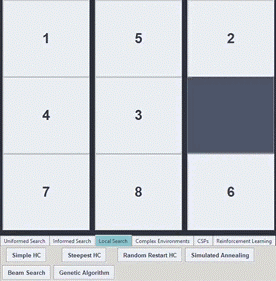 1 5 2
4 3
7 8 6
Uniformed Search Informed Search Local Search Complex Environments CSPs Reinforcement Learning
Simple HC Steepest HC Random Restart HC Simulated Annealing
Beam Search Genetic Algorithm